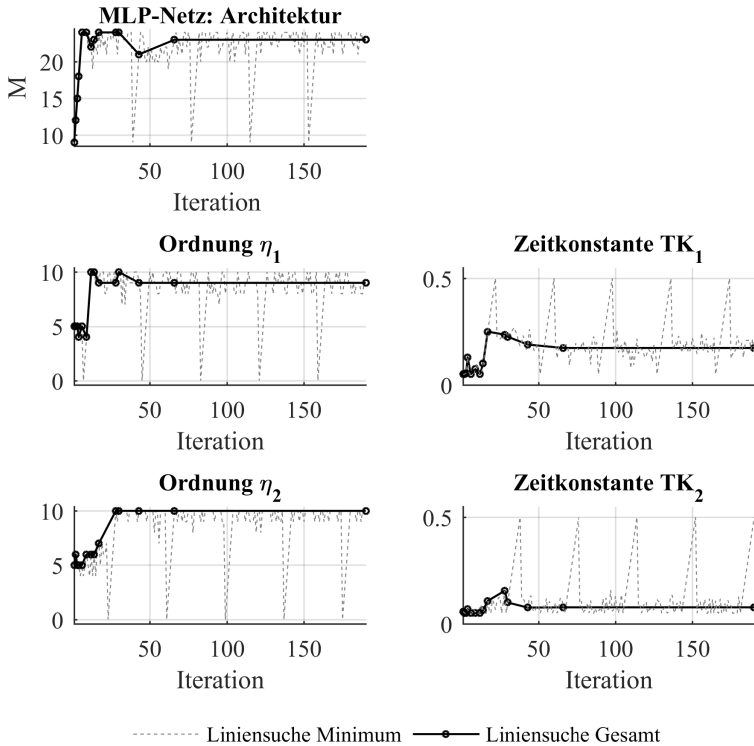 MLP-Netz: Architektur
M
20
15
10
50 100 150
Iteration
Ordnung η₁
10
5
0
50 100 150
Iteration
Zeitkonstante TK₁
0.5
0
50 100 150
Iteration
Ordnung η₂
10
5
0
50 100 150
Iteration
Zeitkonstante TK₂
0.5
0
50 100 150
Iteration
Liniensuche Minimum Liniensuche Gesamt